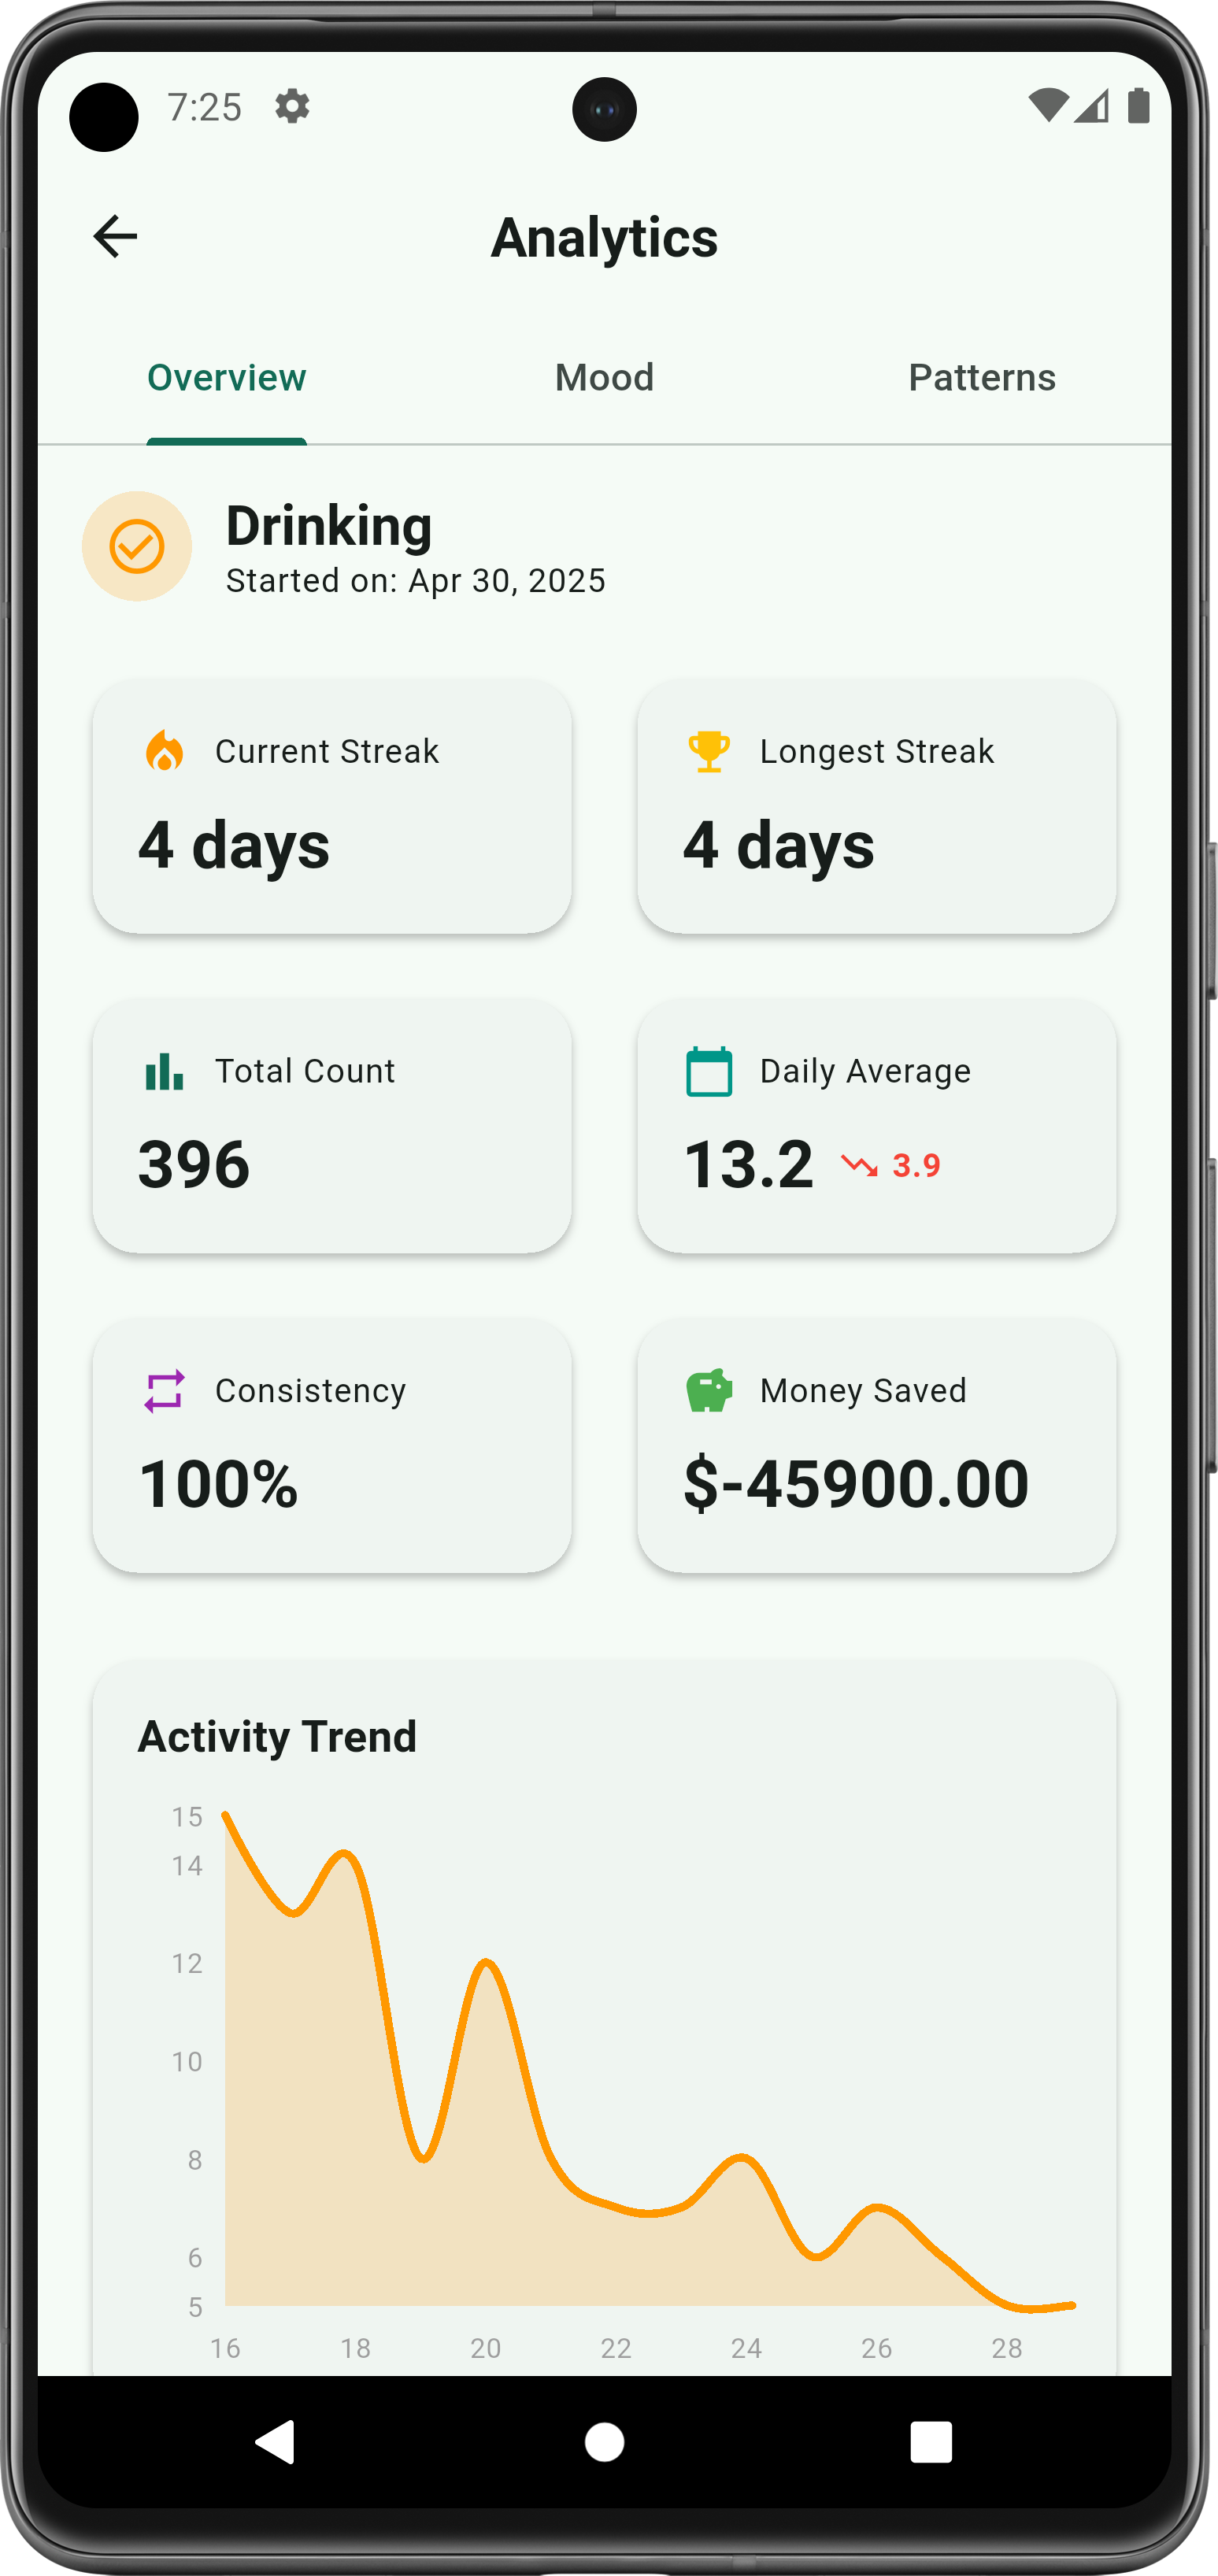 7:25
Analytics
Overview Mood Patterns
Drinking
Started on: Apr 30, 2025
Current Streak
4 days
Longest Streak
4 days
Total Count
396
Daily Average
13.2 3.9
Consistency
100%
Money Saved
$-45900.00
Activity Trend
15
14
12
10
8
6
5
16 18 20 22 24 26 28